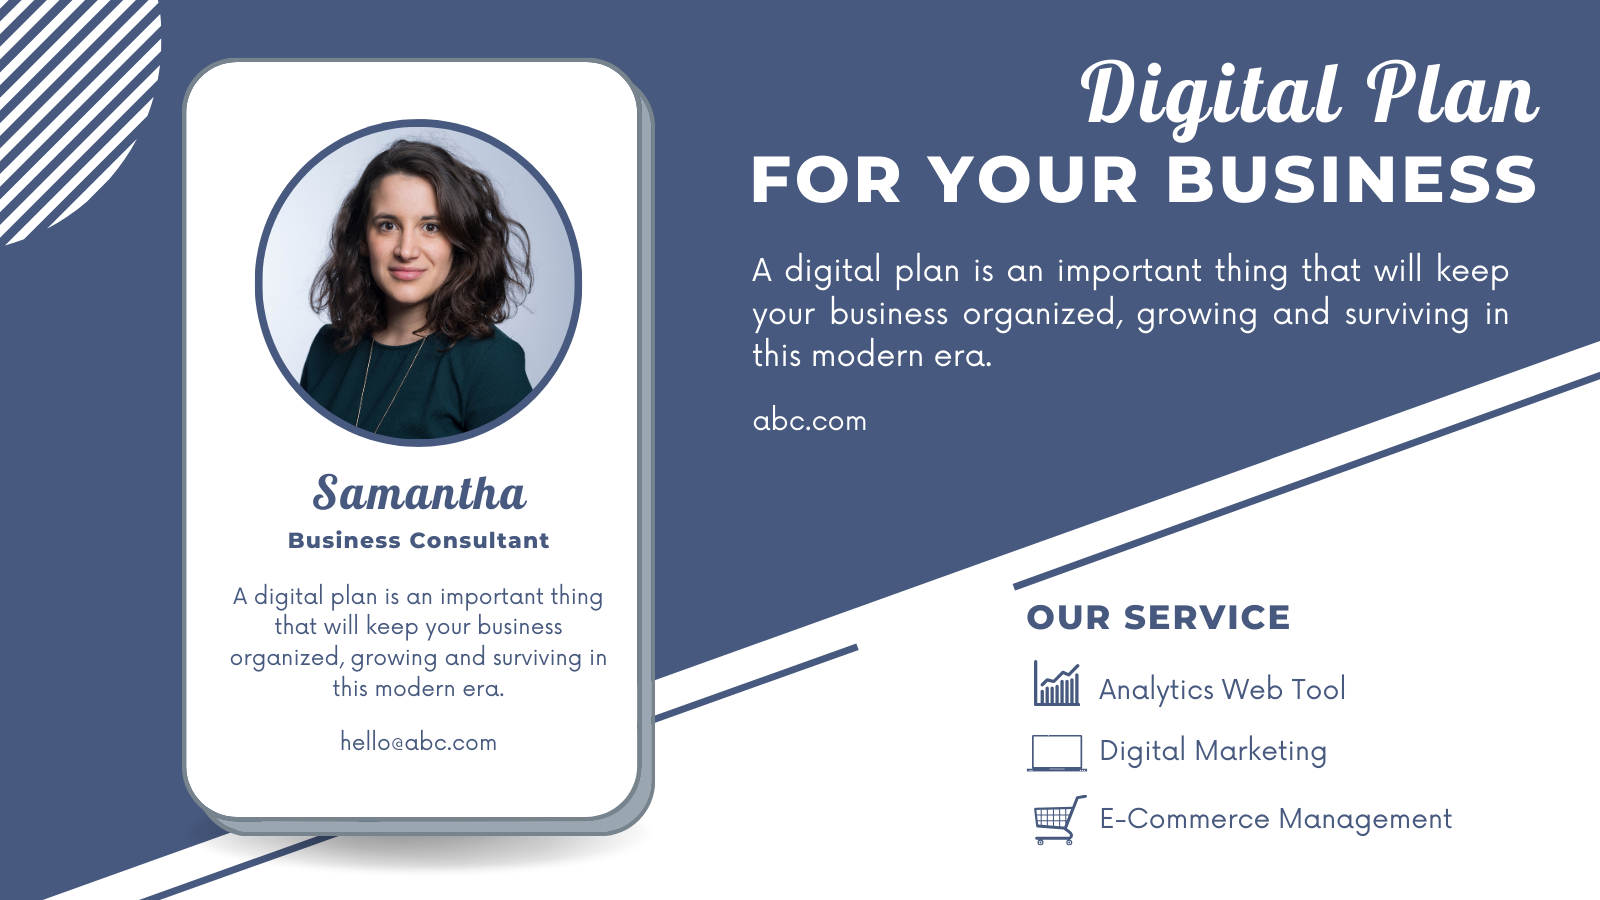 Digital Plan
FOR YOUR BUSINESS
A digital plan is an important thing that will keep
your business organized, growing and surviving in
this modern era.
abc.com
Samantha
Business Consultant
A digital plan is an important thing
that will keep your business
organized, growing and surviving in
this modern era.
hello@abc.com
OUR SERVICE
Analytics Web Tool
Digital Marketing
E-Commerce Management